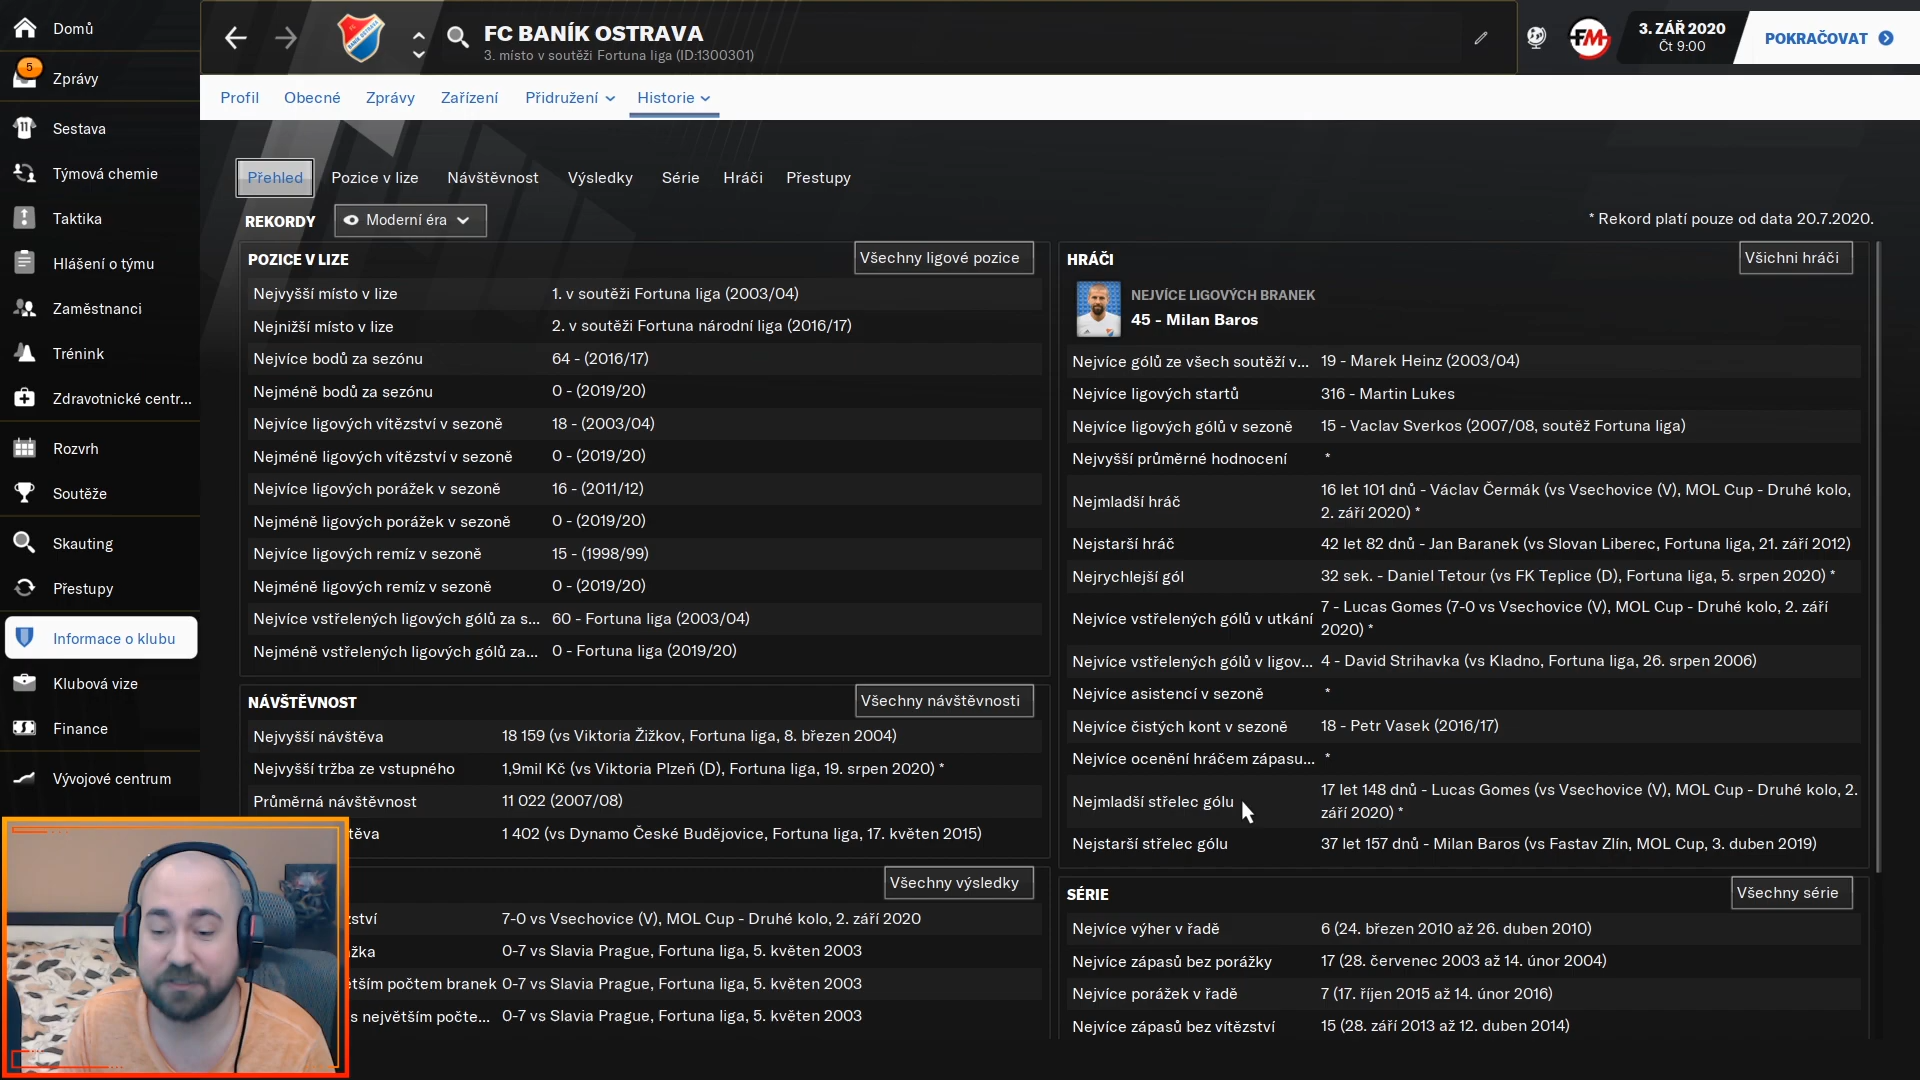 Domů
5
Zprávy
11
Sestava
Týmová chemie
Taktika
Hlášení o týmu
Zaměstnanci
Trénink
Zdravotnické centr...
Rozvrh
Soutěže
Skauting
Přestupy
Informace o klubu
Klubová vize
Finance
Vývojové centrum
FC BANÍK OSTRAVA
3. místo v soutěži Fortuna liga (ID:1300301)
FM
3. ZÁŘ 2020
Čt 9:00
POKRAČOVAT
Profil Obecné Zprávy Zařízení Přidružení Historie
Přehled Pozice v lize Návštěvnost Výsledky Série Hráči Přestupy
REKORDY Moderní éra
* Rekord platí pouze od data 20.7.2020.
POZICE V LIZE Všechny ligové pozice
Nejvyšší místo v lize 1. v soutěži Fortuna liga (2003/04)
Nejnižší místo v lize 2. v soutěži Fortuna národní liga (2016/17)
Nejvíce bodů za sezónu 64 - (2016/17)
Nejméně bodů za sezónu 0 - (2019/20)
Nejvíce ligových vítězství v sezoně 18 - (2003/04)
Nejméně ligových vítězství v sezoně 0 - (2019/20)
Nejvíce ligových porážek v sezoně 16 - (2011/12)
Nejméně ligových porážek v sezoně 0 - (2019/20)
Nejvíce ligových remíz v sezoně 15 - (1998/99)
Nejméně ligových remíz v sezoně 0 - (2019/20)
Nejvíce vstřelených ligových gólů za s... 60 - Fortuna liga (2003/04)
Nejméně vstřelených ligových gólů za... 0 - Fortuna liga (2019/20)
NÁVŠTĚVNOST Všechny návštěvnosti
Nejvyšší návštěva 18 159 (vs Viktoria Žižkov, Fortuna liga, 8. březen 2004)
Nejvyšší tržba ze vstupného 1,9mil Kč (vs Viktoria Plzeň (D), Fortuna liga, 19. srpen 2020) *
Průměrná návštěvnost 11 022 (2007/08)
těva 1 402 (vs Dynamo České Budějovice, Fortuna liga, 17. květen 2015)
Všechny výsledky
zství 7-0 vs Vsechovice (V), MOL Cup - Druhé kolo, 2. září 2020
žka 0-7 vs Slavia Prague, Fortuna liga, 5. květen 2003
tším počtem branek 0-7 vs Slavia Prague, Fortuna liga, 5. květen 2003
s největším počte... 0-7 vs Slavia Prague, Fortuna liga, 5. květen 2003
HRÁČI Všichni hráči
NEJVÍCE LIGOVÝCH BRANEK
45 - Milan Baros
Nejvíce gólů ze všech soutěží v... 19 - Marek Heinz (2003/04)
Nejvíce ligových startů 316 - Martin Lukes
Nejvíce ligových gólů v sezoně 15 - Vaclav Sverkos (2007/08, soutěž Fortuna liga)
Nejvyšší průměrné hodnocení *
Nejmladší hráč 16 let 101 dnů - Václav Čermák (vs Vsechovice (V), MOL Cup - Druhé kolo,
2. září 2020) *
Nejstarší hráč 42 let 82 dnů - Jan Baranek (vs Slovan Liberec, Fortuna liga, 21. září 2012)
Nejrychlejší gól 32 sek. - Daniel Tetour (vs FK Teplice (D), Fortuna liga, 5. srpen 2020) *
Nejvíce vstřelených gólů v utkání 7 - Lucas Gomes (7-0 vs Vsechovice (V), MOL Cup - Druhé kolo, 2. září
2020) *
Nejvíce vstřelených gólů v ligov... 4 - David Strihavka (vs Kladno, Fortuna liga, 26. srpen 2006)
Nejvíce asistencí v sezoně *
Nejvíce čistých kont v sezoně 18 - Petr Vasek (2016/17)
Nejvíce ocenění hráčem zápasu... *
Nejmladší střelec gólu 17 let 148 dnů - Lucas Gomes (vs Vsechovice (V), MOL Cup - Druhé kolo, 2.
září 2020) *
Nejstarší střelec gólu 37 let 157 dnů - Milan Baros (vs Fastav Zlín, MOL Cup, 3. duben 2019)
SÉRIE Všechny série
Nejvíce výher v řadě 6 (24. březen 2010 až 26. duben 2010)
Nejvíce zápasů bez porážky 17 (28. červenec 2003 až 14. únor 2004)
Nejvíce porážek v řadě 7 (17. říjen 2015 až 14. únor 2016)
Nejvíce zápasů bez vítězství 15 (28. září 2013 až 12. duben 2014)